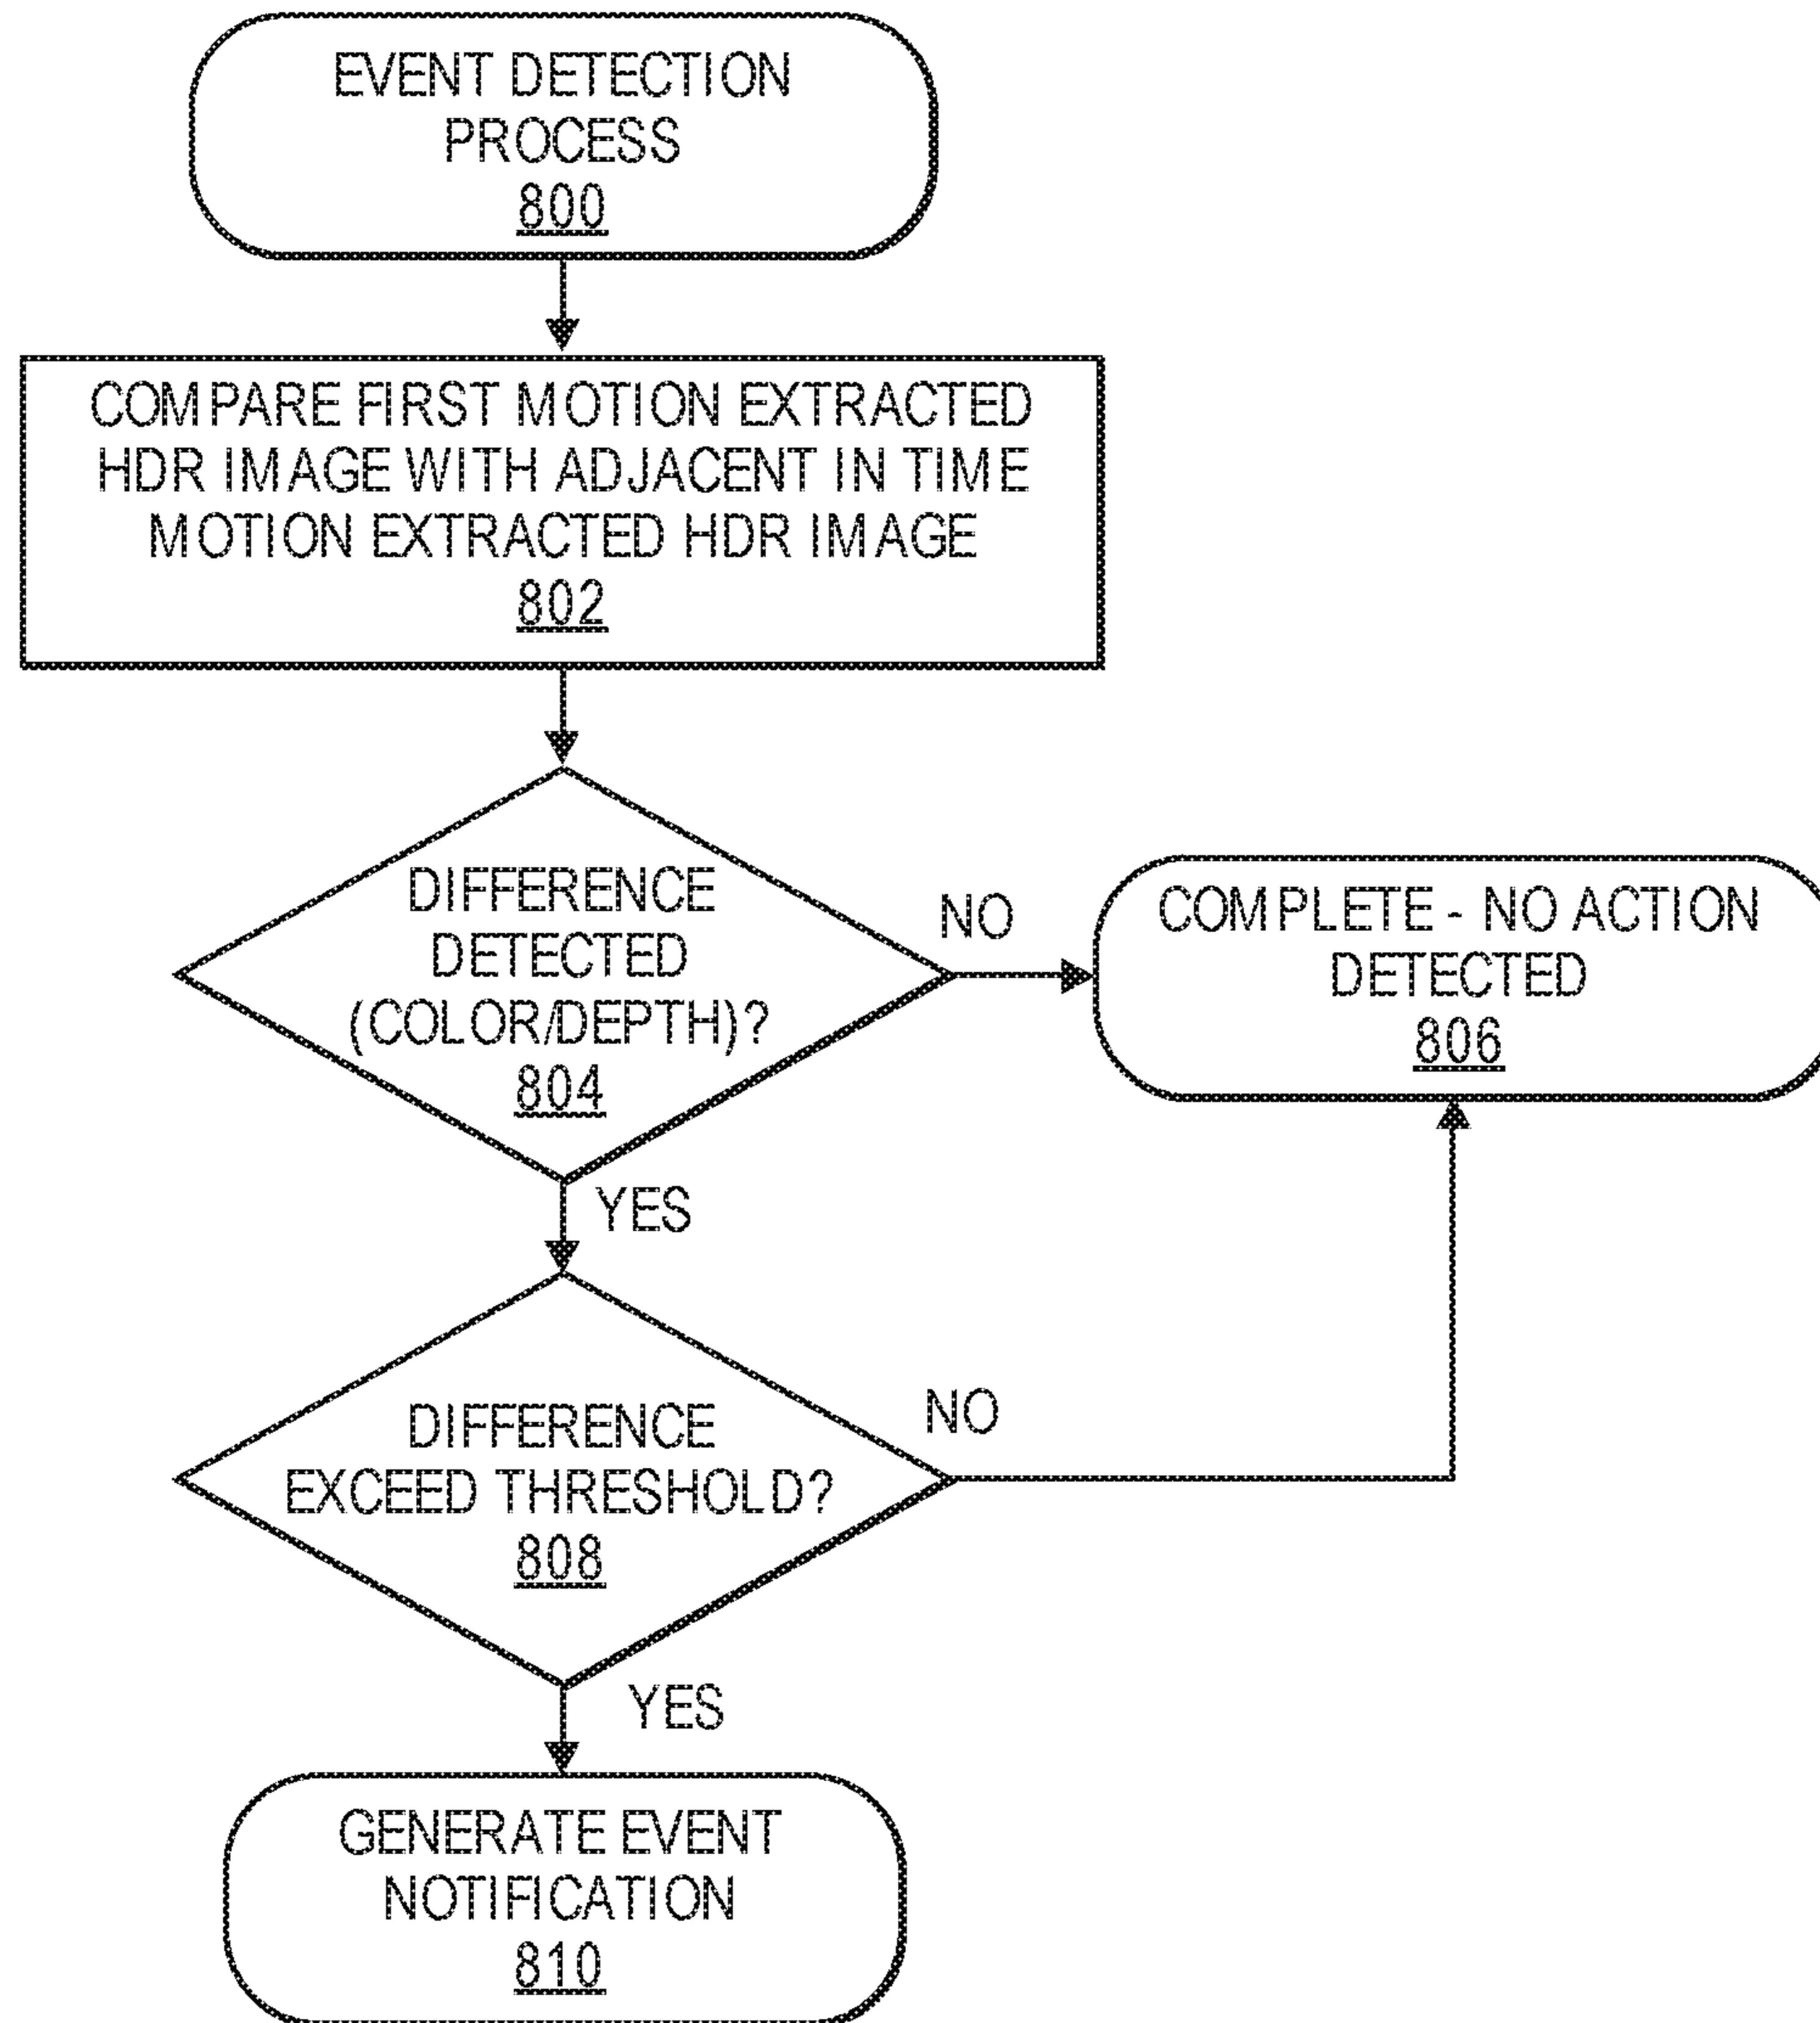 EVENT DETECTION
PROCESS
800
COMPARE FIRST MOTION EXTRACTED
HDR IMAGE WITH ADJACENT IN TIME
MOTION EXTRACTED HDR IMAGE
802
DIFFERENCE
DETECTED
(COLOR/DEPTH)?
804
NO
COMPLETE - NO ACTION
DETECTED
806
YES
DIFFERENCE
EXCEED THRESHOLD?
808
NO
YES
GENERATE EVENT
NOTIFICATION
810